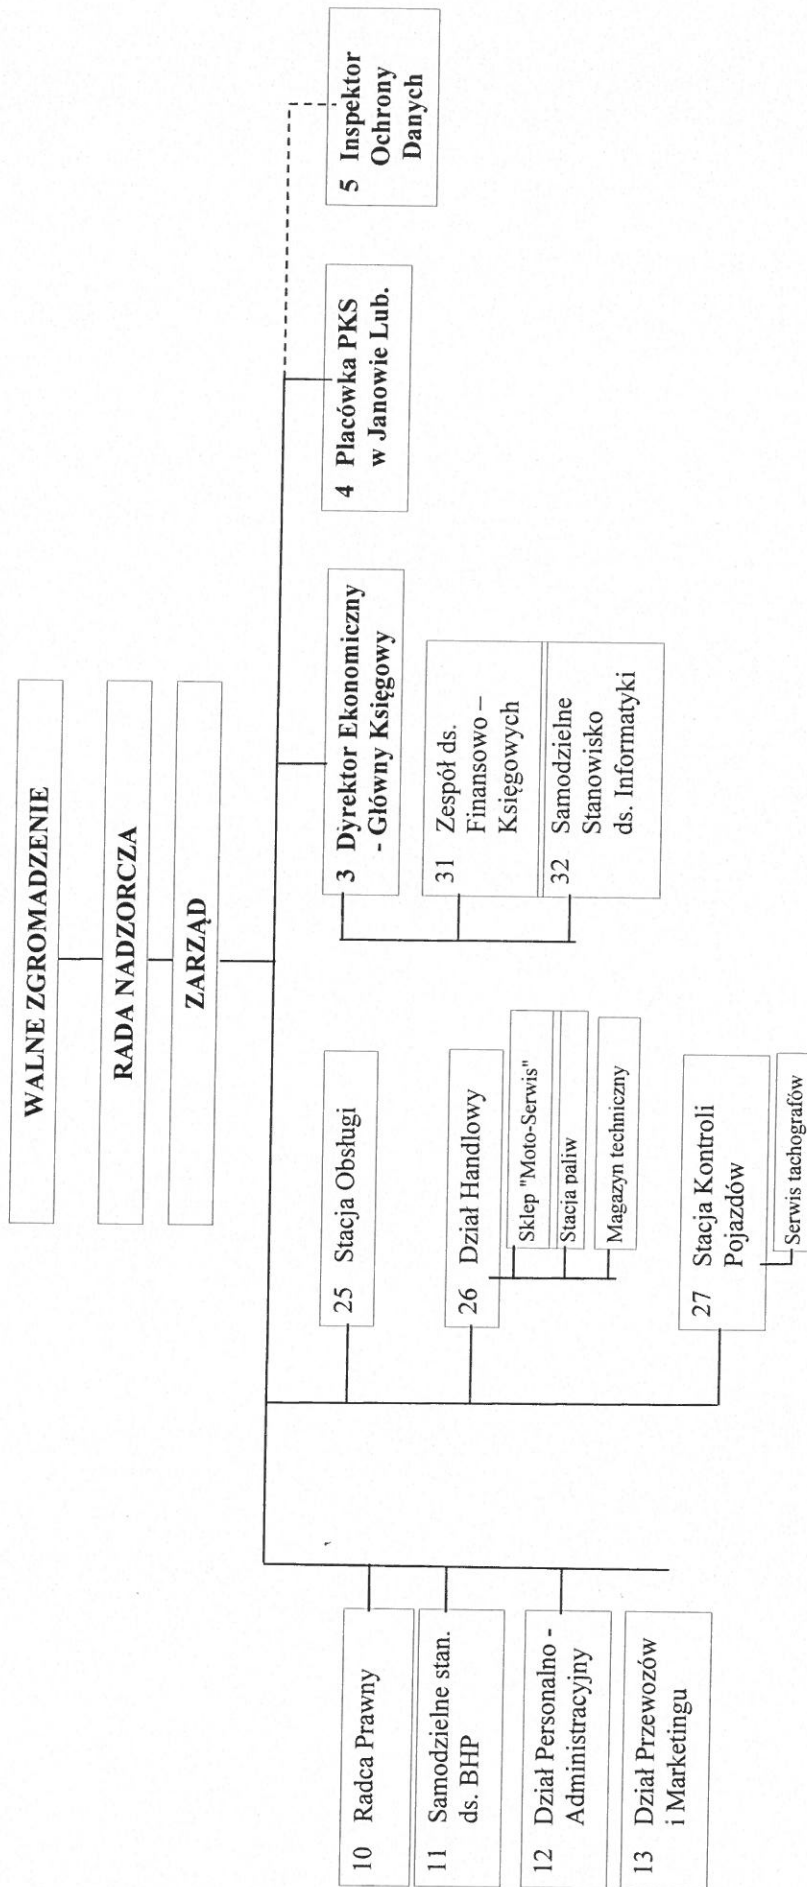 WALNE ZGROMADZENIE
RADA NADZORCZA
ZARZĄD
10 Radca Prawny
11 Samodzielne stan.
ds. BHP
12 Dział Personalno -
Administracyjny
13 Dział Przewozów
i Marketingu
25 Stacja Obsługi
26 Dział Handlowy
Sklep "Moto-Serwis"
Stacja paliw
Magazyn techniczny
27 Stacja Kontroli
Pojazdów
Serwis tachografów
3 Dyrektor Ekonomiczny
- Główny Księgowy
31 Zespół ds.
Finansowo –
Księgowych
32 Samodzielne
Stanowisko
ds. Informatyki
4 Placówka PKS
w Janowie Lub.
5 Inspektor
Ochrony
Danych